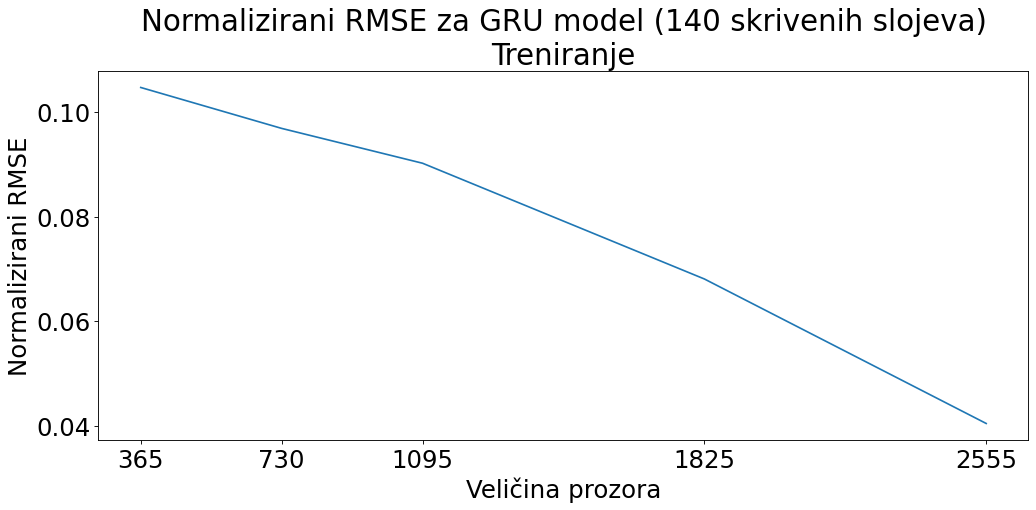 Normalizirani RMSE za GRU model (140 skrivenih slojeva)
Treniranje
Normalizirani RMSE
0.10
0.08
0.06
0.04
365 730 1095 1825 2555
Veličina prozora